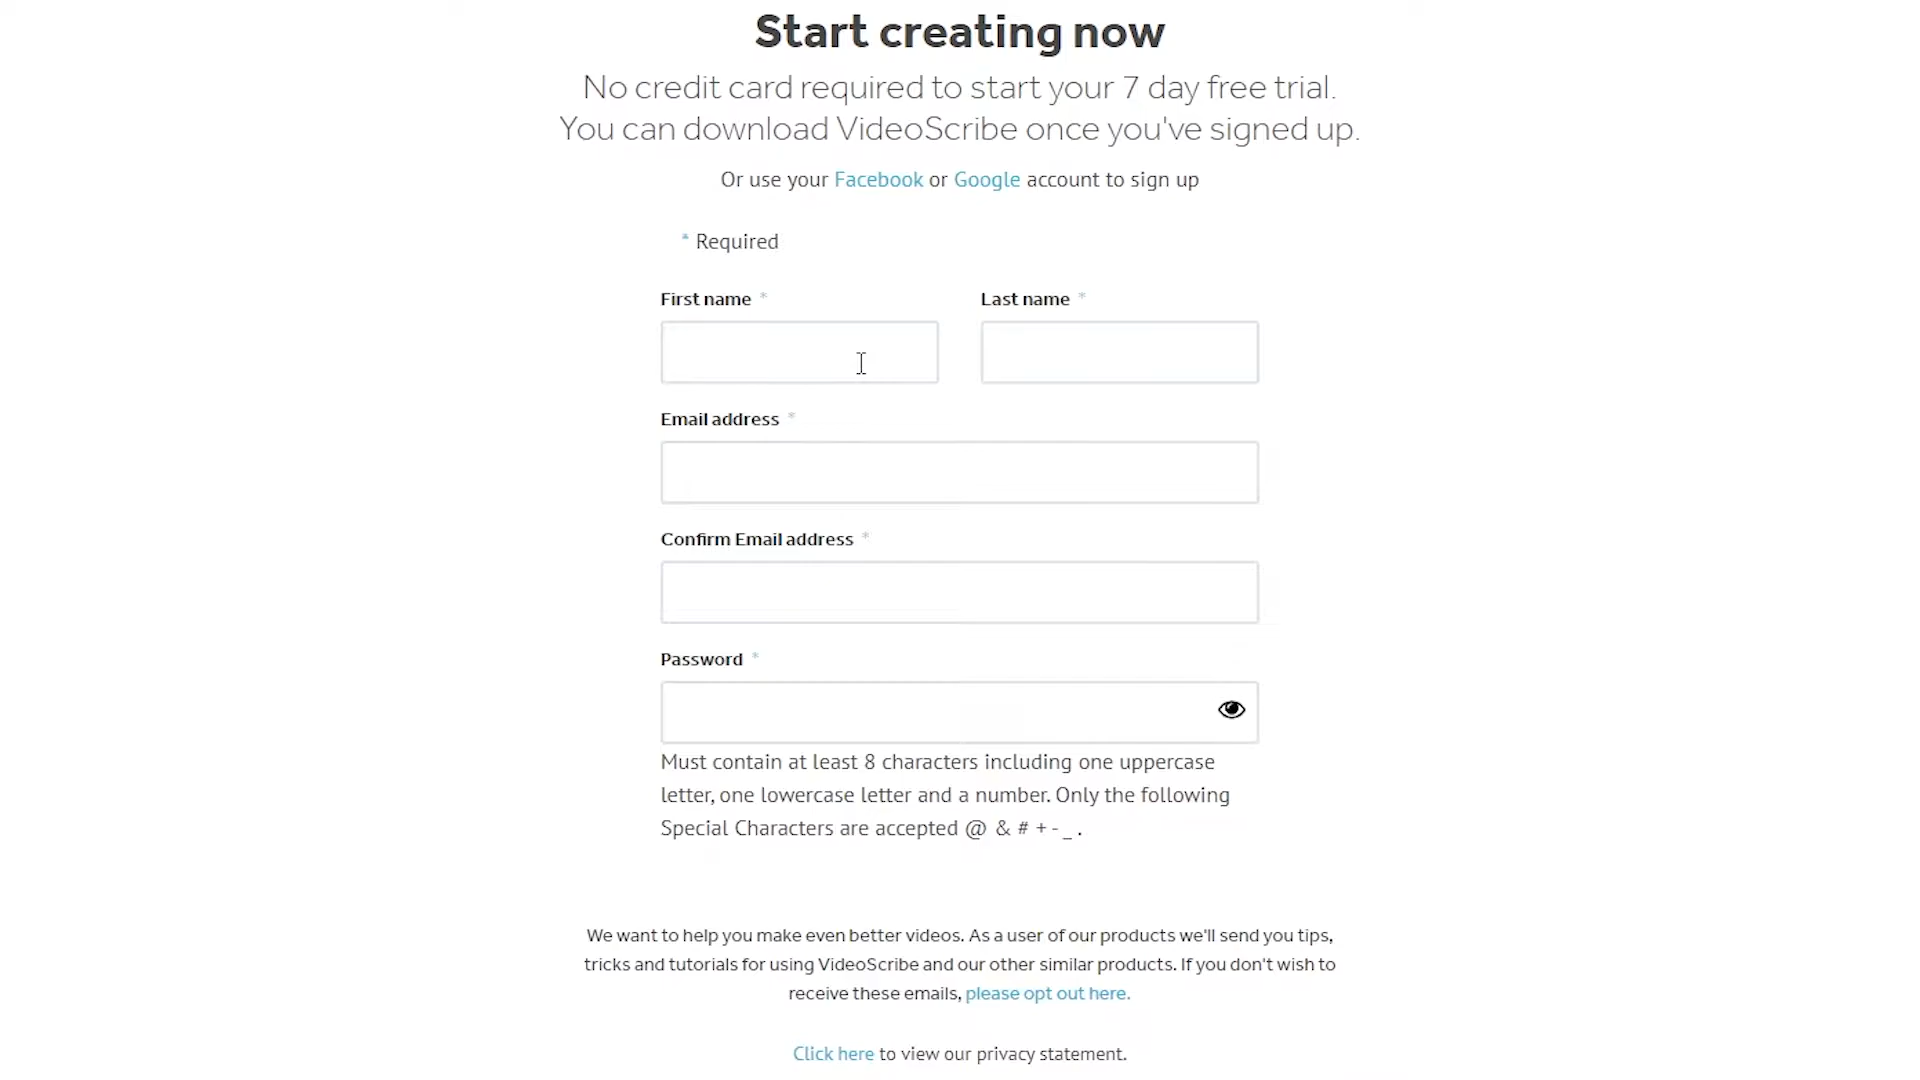 Start creating now
No credit card required to start your 7 day free trial.
You can download VideoScribe once you've signed up.
Or use your Facebook or Google account to sign up
* Required
First name *
Last name *
Email address *
Confirm Email address *
Password *
Must contain at least 8 characters including one uppercase
letter, one lowercase letter and a number. Only the following
Special Characters are accepted @ & # + - _ .
We want to help you make even better videos. As a user of our products we'll send you tips,
tricks and tutorials for using VideoScribe and our other similar products. If you don't wish to
receive these emails, please opt out here.
Click here to view our privacy statement.